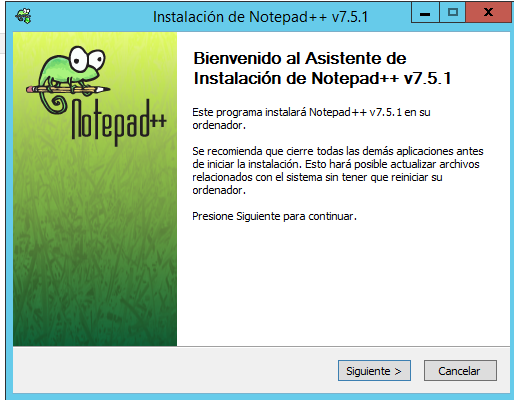 Instalación de Notepad++ v7.5.1
Notepad++
Bienvenido al Asistente de
Instalación de Notepad++ v7.5.1
Este programa instalará Notepad++ v7.5.1 en su
ordenador.
Se recomienda que cierre todas las demás aplicaciones antes
de iniciar la instalación. Esto hará posible actualizar archivos
relacionados con el sistema sin tener que reiniciar su
ordenador.
Presione Siguiente para continuar.
Siguiente >
Cancelar